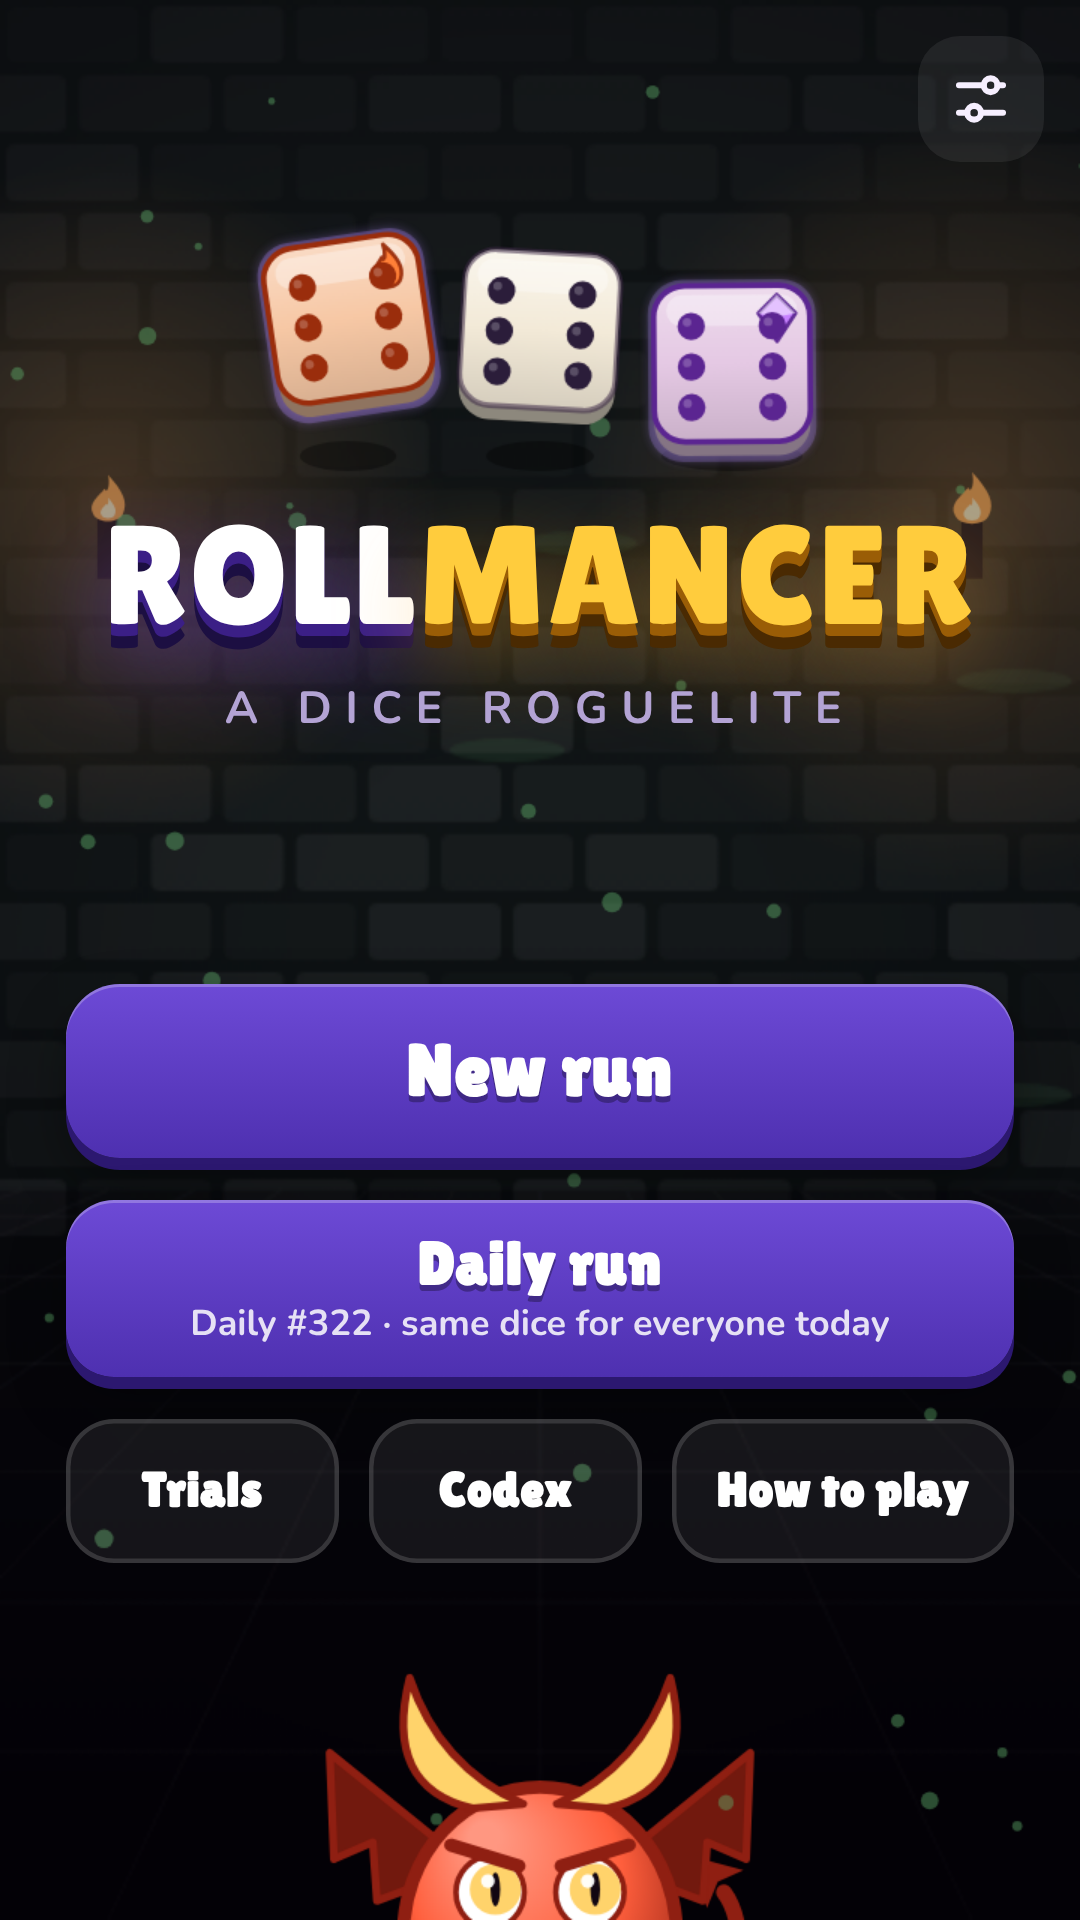 ROLLMANCER
A DICE ROGUELITE
New run
Daily run
Daily #322 · same dice for everyone today
Trials
Codex
How to play